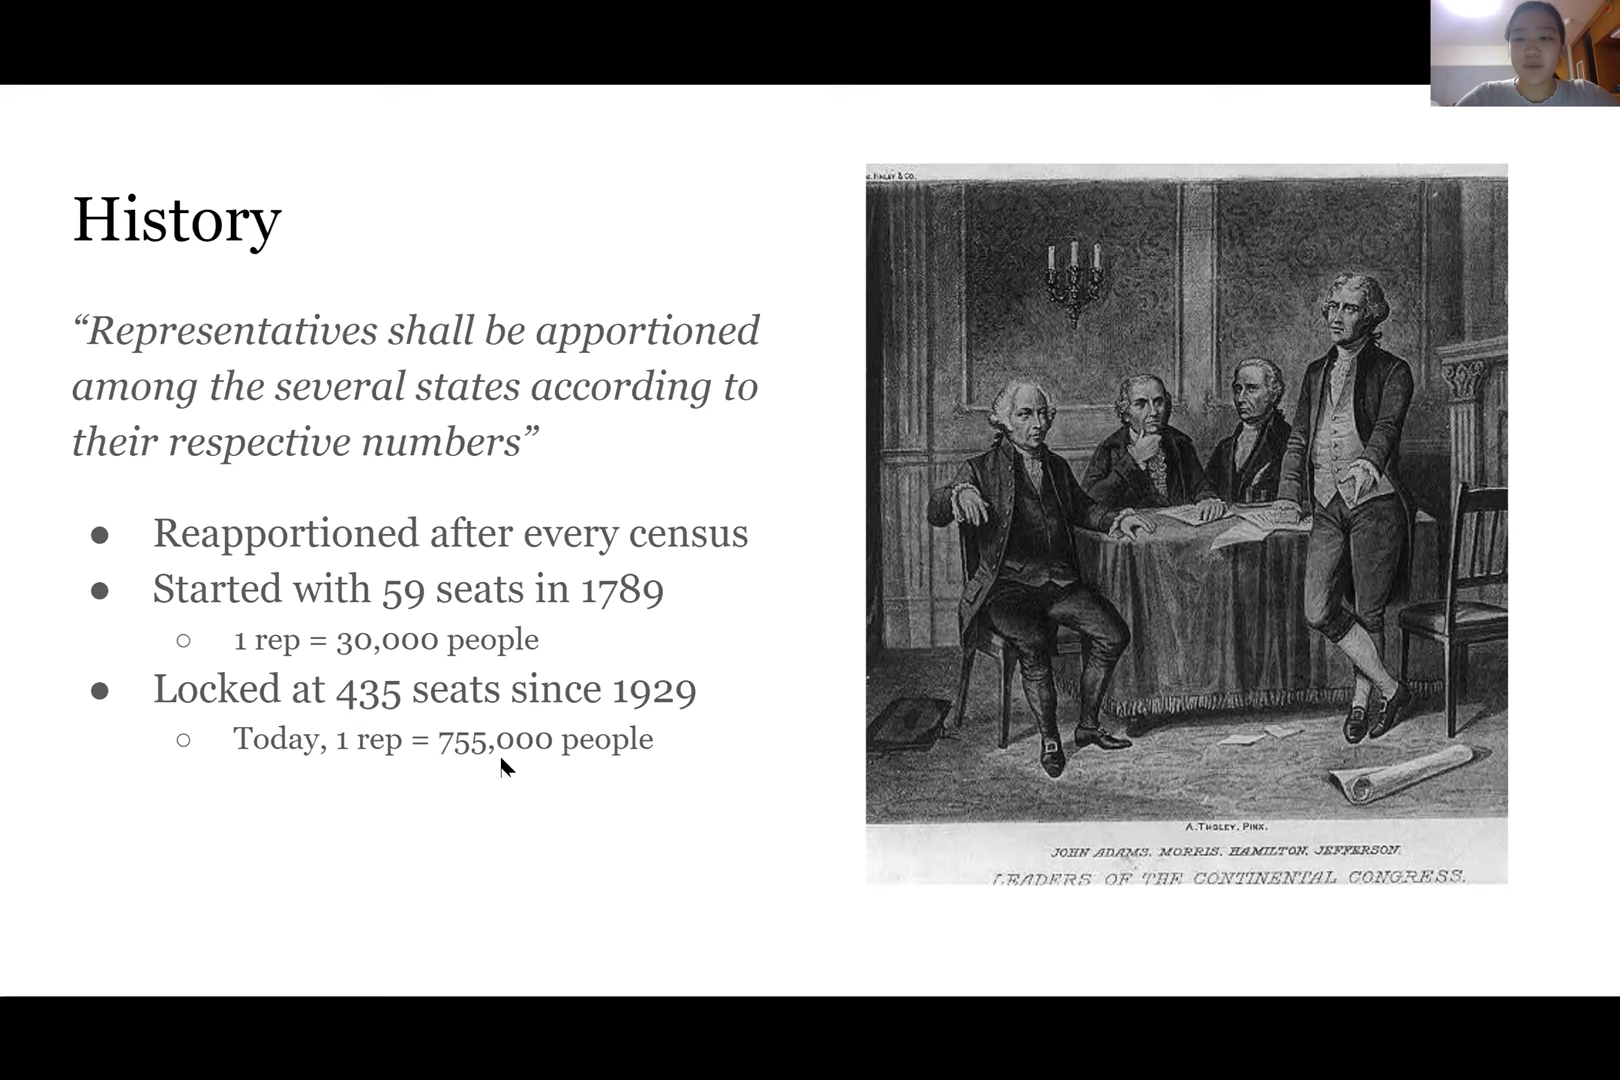 History
“Representatives shall be apportioned
among the several states according to
their respective numbers”
● Reapportioned after every census
● Started with 59 seats in 1789
○ 1 rep = 30,000 people
● Locked at 435 seats since 1929
○ Today, 1 rep = 755,000 people
FINLEY & CO.
A. THOLEY. PINX.
JOHN ADAMS. MORRIS. HAMILTON. JEFFERSON.
LEADERS OF THE CONTINENTAL CONGRESS.